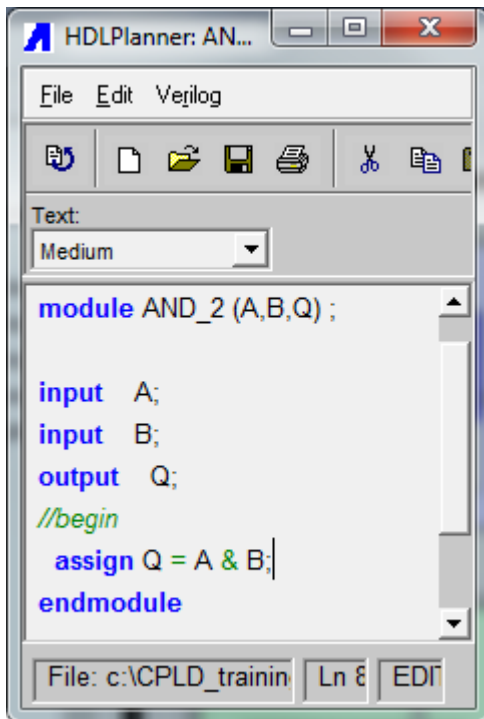 HDLPlanner: AN...
File Edit Verilog
Text:
Medium
module AND_2 (A,B,Q) ;
input A;
input B;
output Q;
//begin
assign Q = A & B;
endmodule
File: c:\CPLD_trainin Ln 8 EDIT